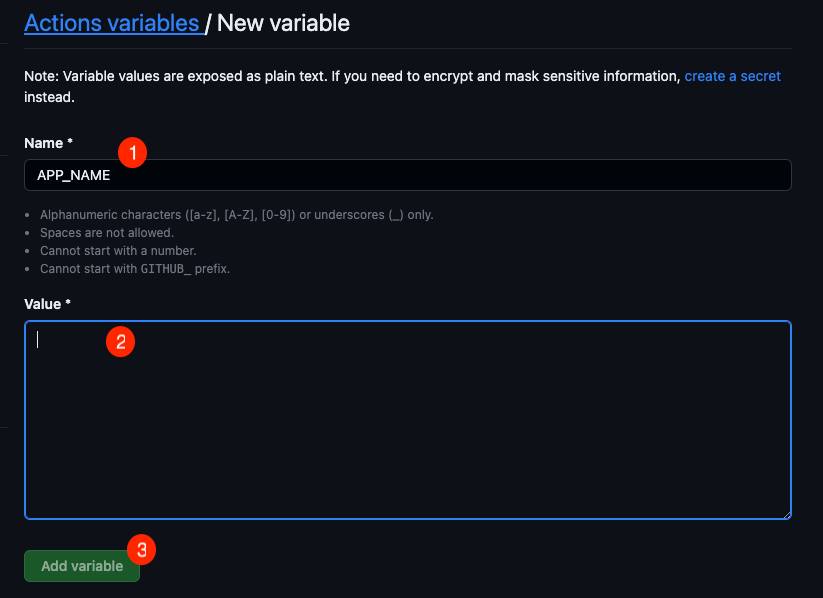 Actions variables / New variable
Note: Variable values are exposed as plain text. If you need to encrypt and mask sensitive information, create a secret
instead.
Name *
1
APP_NAME
Alphanumeric characters ([a-z], [A-Z], [0-9]) or underscores (_) only.
Spaces are not allowed.
Cannot start with a number.
Cannot start with GITHUB_ prefix.
Value *
2
3
Add variable